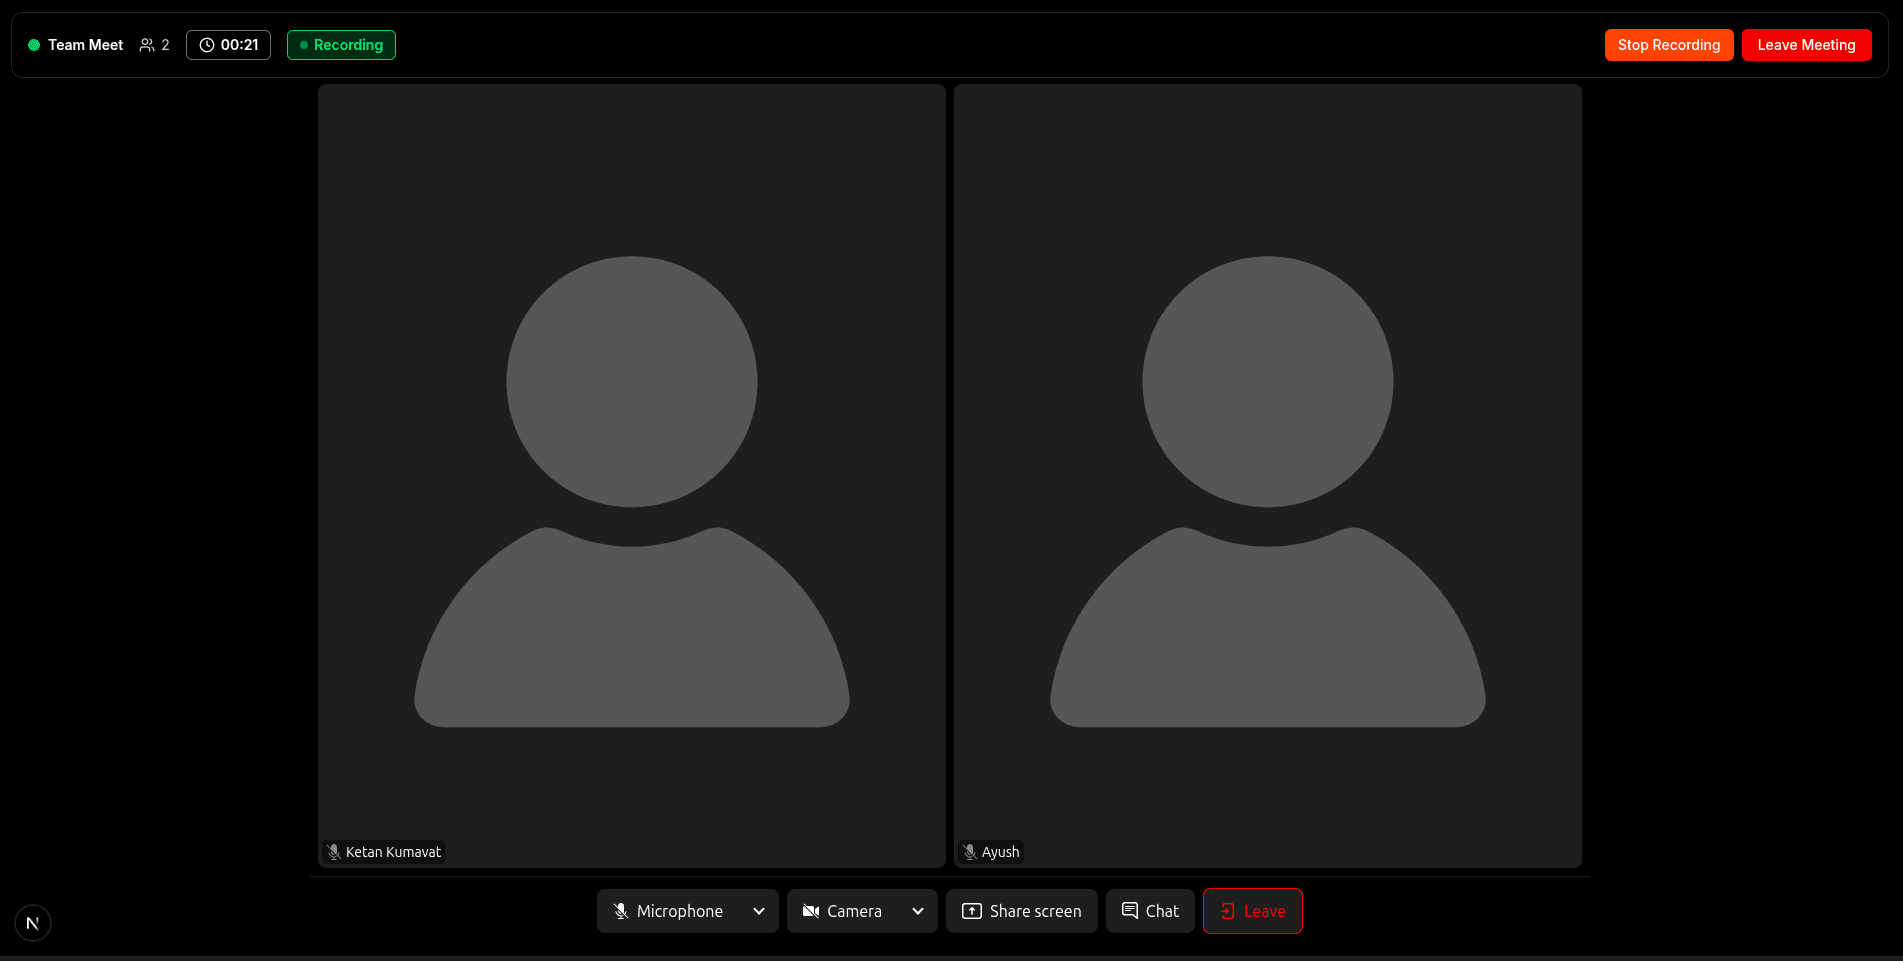 Team Meet 2 00:21 Recording Stop Recording Leave Meeting
Ketan Kumavat Ayush
N Microphone Camera Share screen Chat Leave